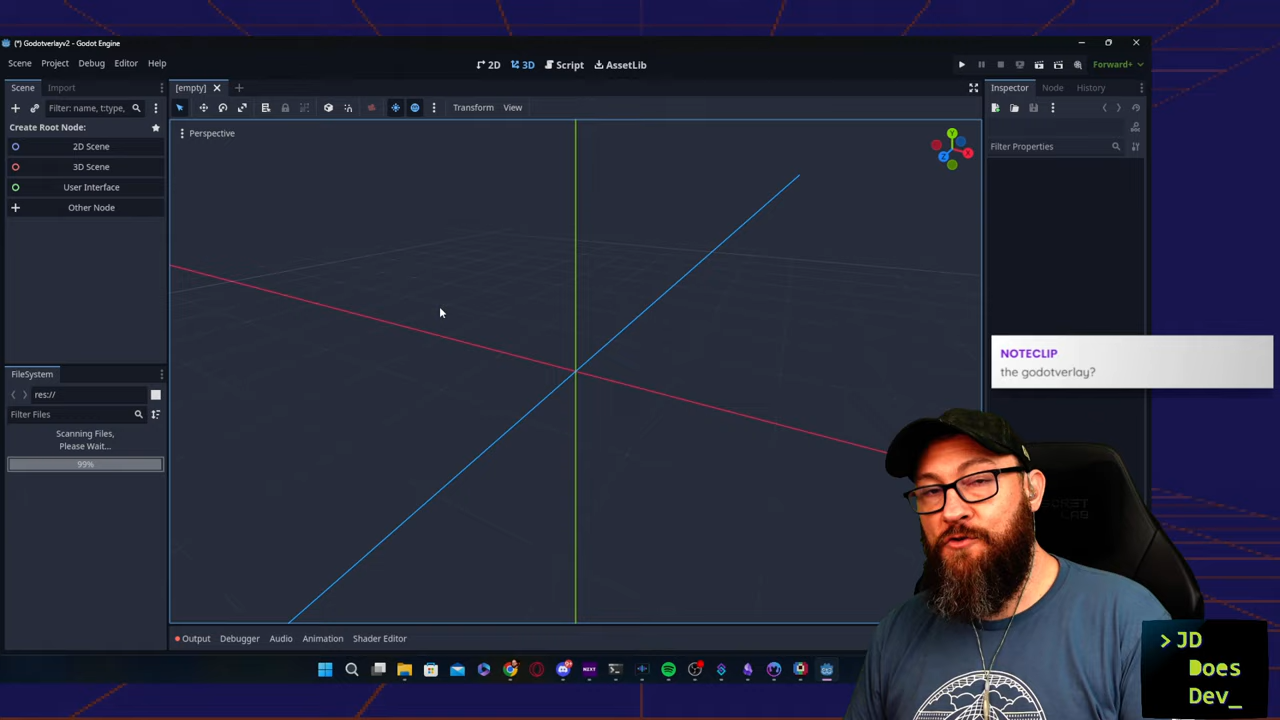 (*) Godotverlayv2 - Godot Engine
Scene Project Debug Editor Help
2D 3D Script AssetLib
Forward+
Scene Import
[empty]
Inspector Node History
Filter: name, t:type,
Transform View
Create Root Node:
Perspective
Y
X
Z
2D Scene
Filter Properties
3D Scene
User Interface
Other Node
NOTECLIP
the godotverlay?
FileSystem
res://
Filter Files
Scanning Files,
Please Wait...
99%
Output Debugger Audio Animation Shader Editor
NEXT
> JD
Does
Dev_